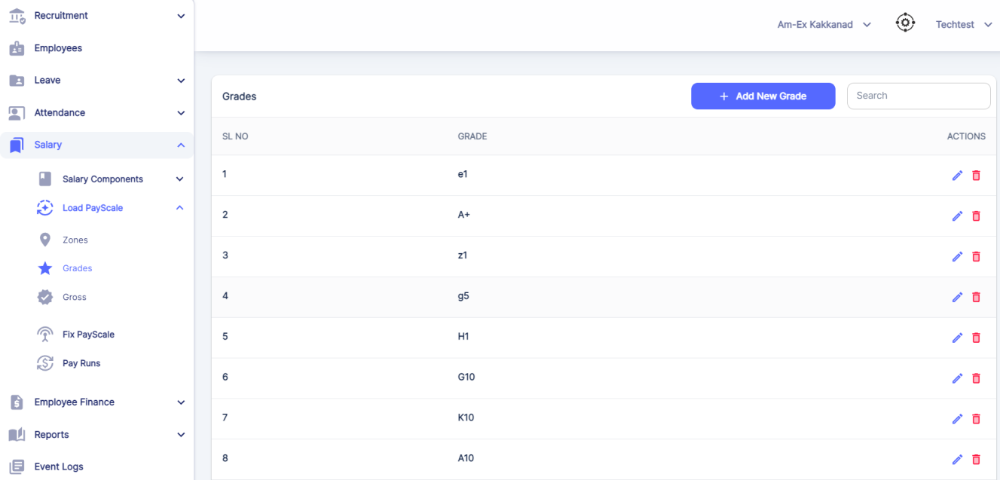 Recruitment
Employees
Leave
Attendance
Salary
Salary Components
Load PayScale
Zones
Grades
Gross
Fix PayScale
Pay Runs
Employee Finance
Reports
Event Logs
Am-Ex Kakkanad Techtest
Grades + Add New Grade Search
SL NO GRADE ACTIONS
1 e1
2 A+
3 z1
4 g5
5 H1
6 G10
7 K10
8 A10